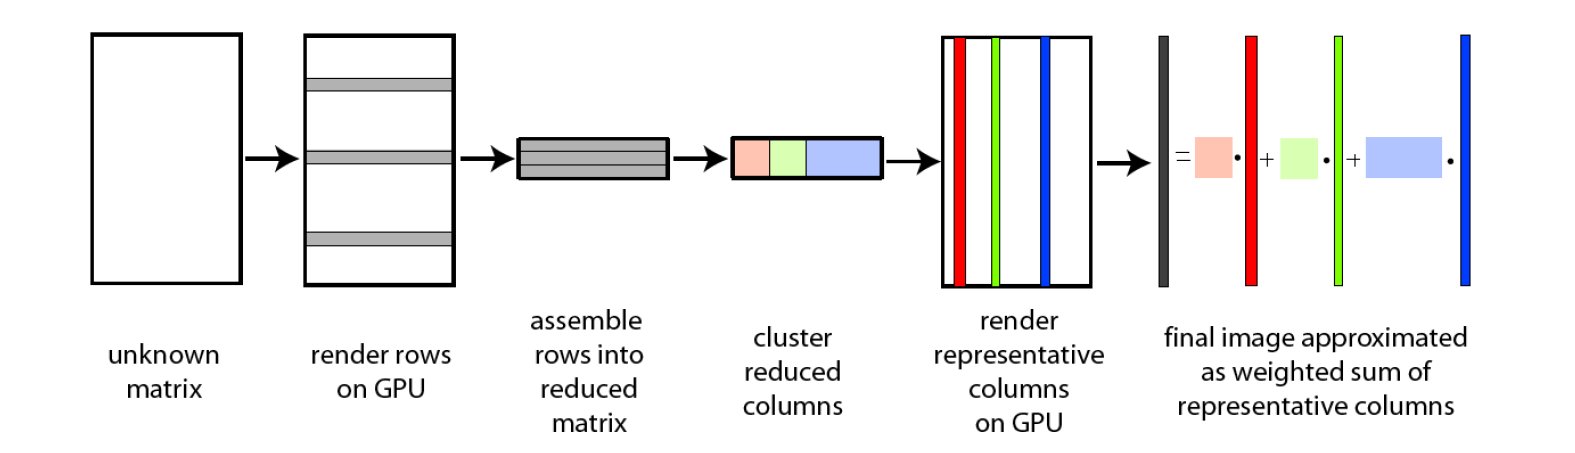 unknown
matrix
render rows
on GPU
assemble
rows into
reduced
matrix
cluster
reduced
columns
render
representative
columns
on GPU
= • + • + •
final image approximated
as weighted sum of
representative columns